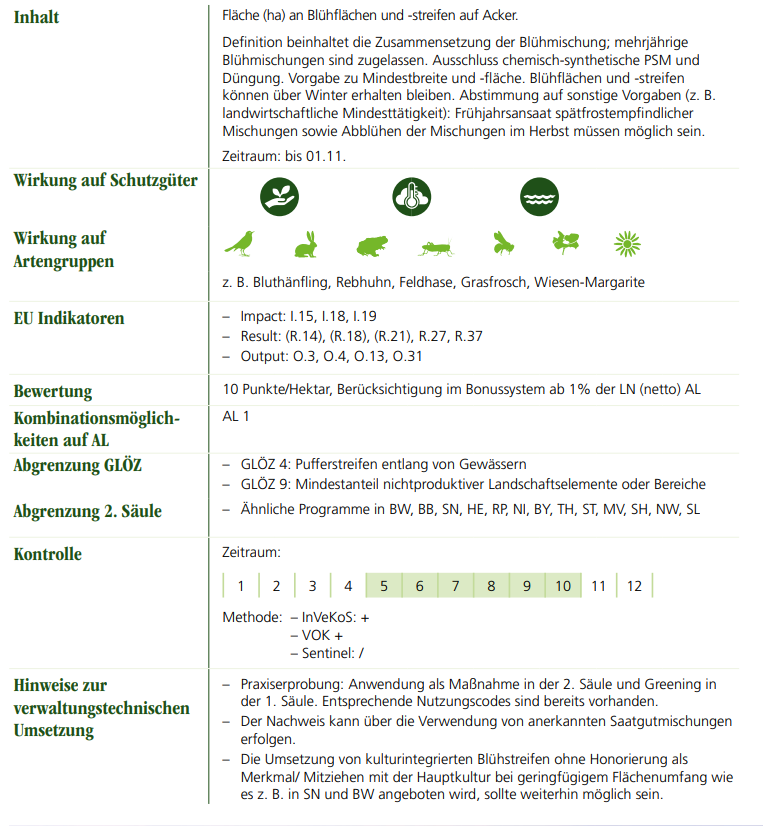 Inhalt
Fläche (ha) an Blühflächen und -streifen auf Acker.
Definition beinhaltet die Zusammensetzung der Blühmischung; mehrjährige
Blühmischungen sind zugelassen. Ausschluss chemisch-synthetische PSM und
Düngung. Vorgabe zu Mindestbreite und -fläche. Blühflächen und -streifen
können über Winter erhalten bleiben. Abstimmung auf sonstige Vorgaben (z. B.
landwirtschaftliche Mindesttätigkeit): Frühjahrsansaat spätfrostempfindlicher
Mischungen sowie Abblühen der Mischungen im Herbst müssen möglich sein.
Zeitraum: bis 01.11.
Wirkung auf Schutzgüter
Wirkung auf
Artengruppen
z. B. Bluthänfling, Rebhuhn, Feldhase, Grasfrosch, Wiesen-Margarite
EU Indikatoren
– Impact: I.15, I.18, I.19
– Result: (R.14), (R.18), (R.21), R.27, R.37
– Output: O.3, O.4, O.13, O.31
Bewertung
10 Punkte/Hektar, Berücksichtigung im Bonussystem ab 1% der LN (netto) AL
Kombinationsmöglich-
keiten auf AL
AL 1
Abgrenzung GLÖZ
– GLÖZ 4: Pufferstreifen entlang von Gewässern
– GLÖZ 9: Mindestanteil nichtproduktiver Landschaftselemente oder Bereiche
Abgrenzung 2. Säule
– Ähnliche Programme in BW, BB, SN, HE, RP, NI, BY, TH, ST, MV, SH, NW, SL
Kontrolle
Zeitraum:
1 2 3 4 5 6 7 8 9 10 11 12
Methode: – InVeKoS: +
– VOK +
– Sentinel: /
Hinweise zur
verwaltungstechnischen
Umsetzung
– Praxiserprobung: Anwendung als Maßnahme in der 2. Säule und Greening in
der 1. Säule. Entsprechende Nutzungscodes sind bereits vorhanden.
– Der Nachweis kann über die Verwendung von anerkannten Saatgutmischungen
erfolgen.
– Die Umsetzung von kulturintegrierten Blühstreifen ohne Honorierung als
Merkmal/ Mitziehen mit der Hauptkultur bei geringfügigem Flächenumfang wie
es z. B. in SN und BW angeboten wird, sollte weiterhin möglich sein.